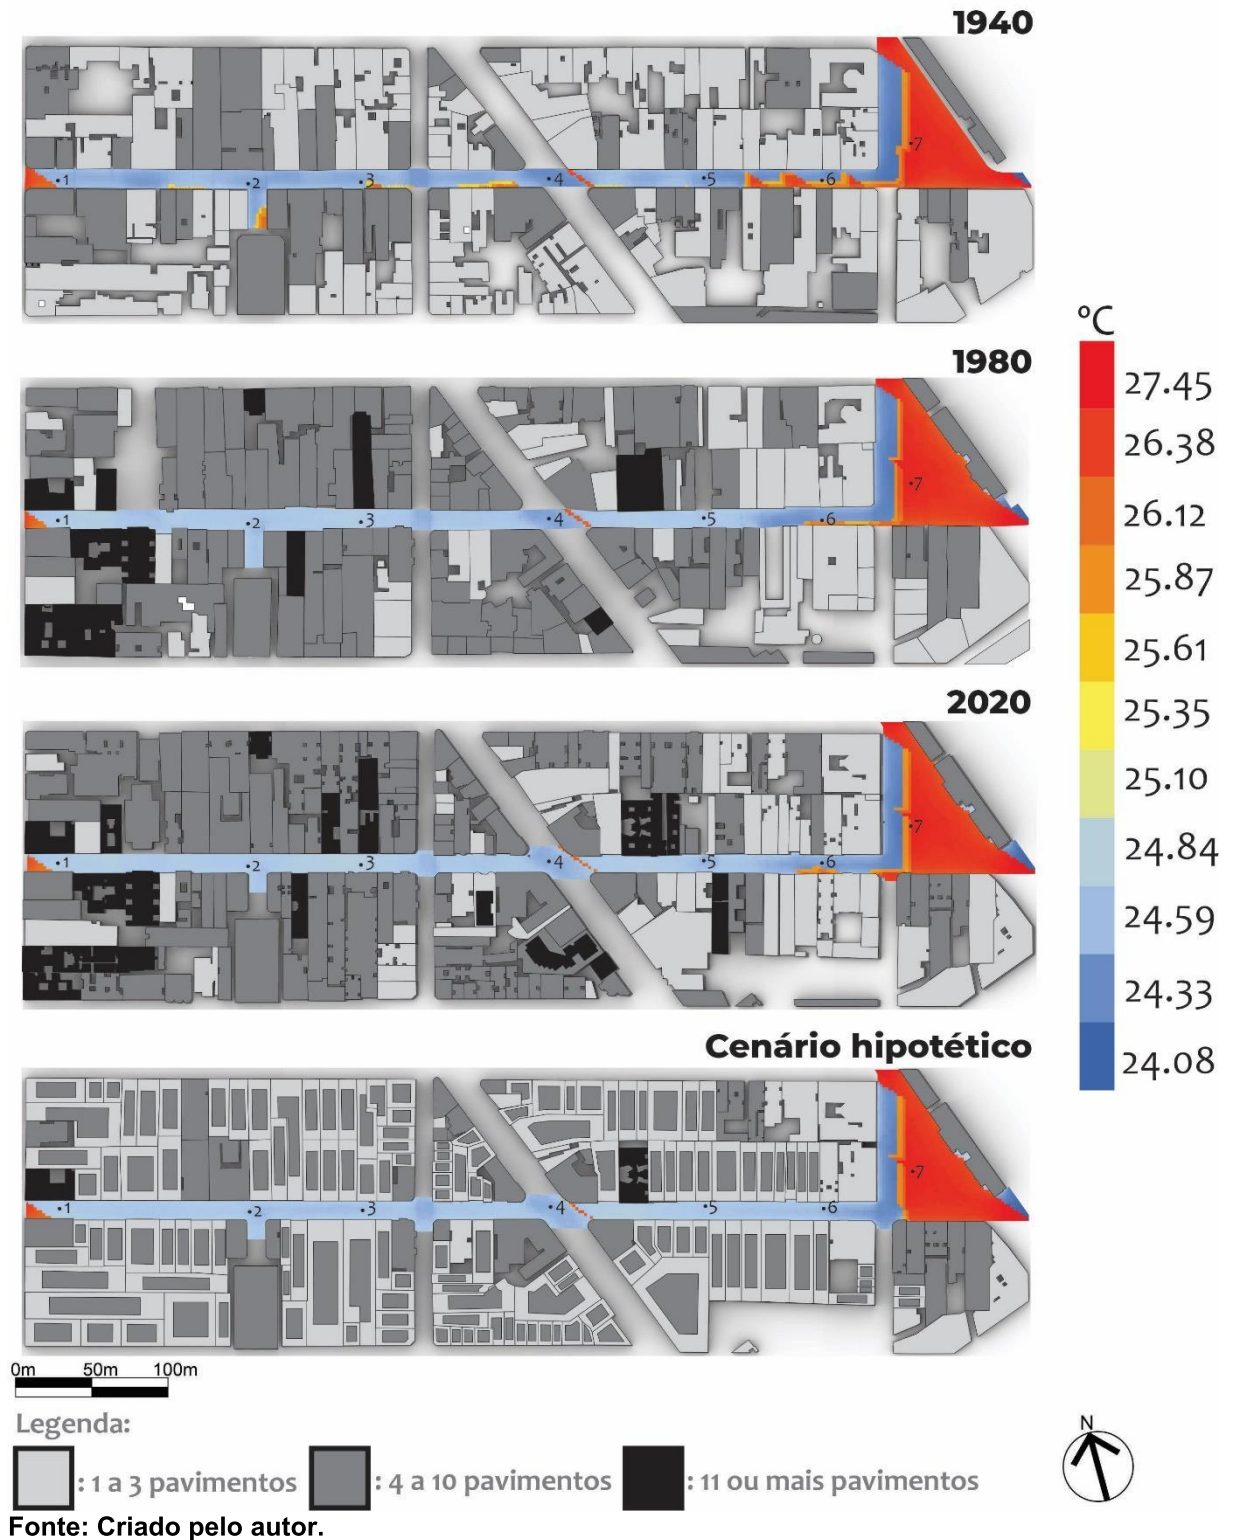 1940
•1 •2 •3 •4 •5 •6 •7
1980
•1 •2 •3 •4 •5 •6 •7
2020
•1 •2 •3 •4 •5 •6 •7
Cenário hipotético
•1 •2 •3 •4 •5 •6 •7
ºC
27.45
26.38
26.12
25.87
25.61
25.35
25.10
24.84
24.59
24.33
24.08
0m 50m 100m
N
Legenda:
: 1 a 3 pavimentos : 4 a 10 pavimentos : 11 ou mais pavimentos
Fonte: Criado pelo autor.